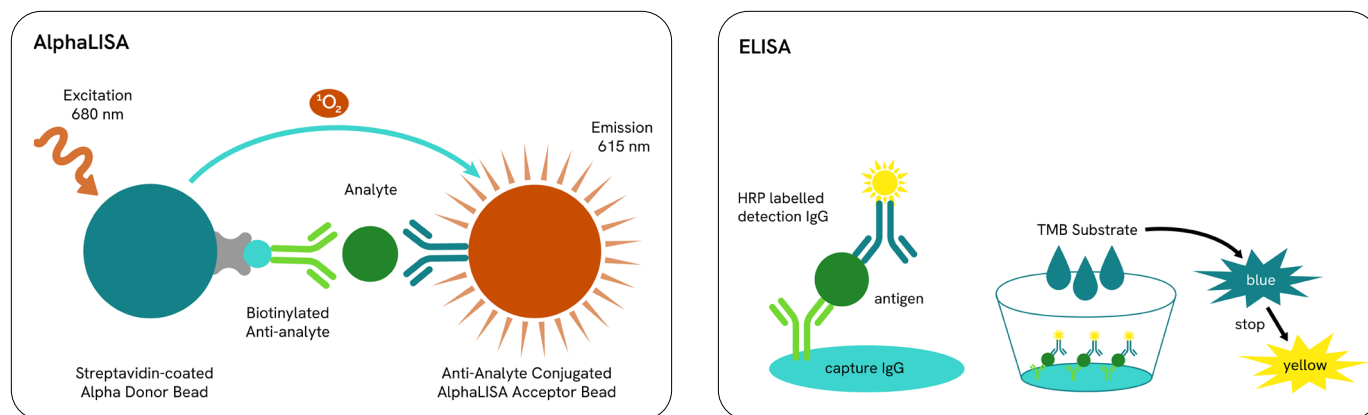 AlphaLISA
Excitation
680 nm
¹O₂
Emission
615 nm
Analyte
Biotinylated
Anti-analyte
Streptavidin-coated
Alpha Donor Bead
Anti-Analyte Conjugated
AlphaLISA Acceptor Bead
ELISA
HRP labelled
detection IgG
antigen
capture IgG
TMB Substrate
blue
stop
yellow